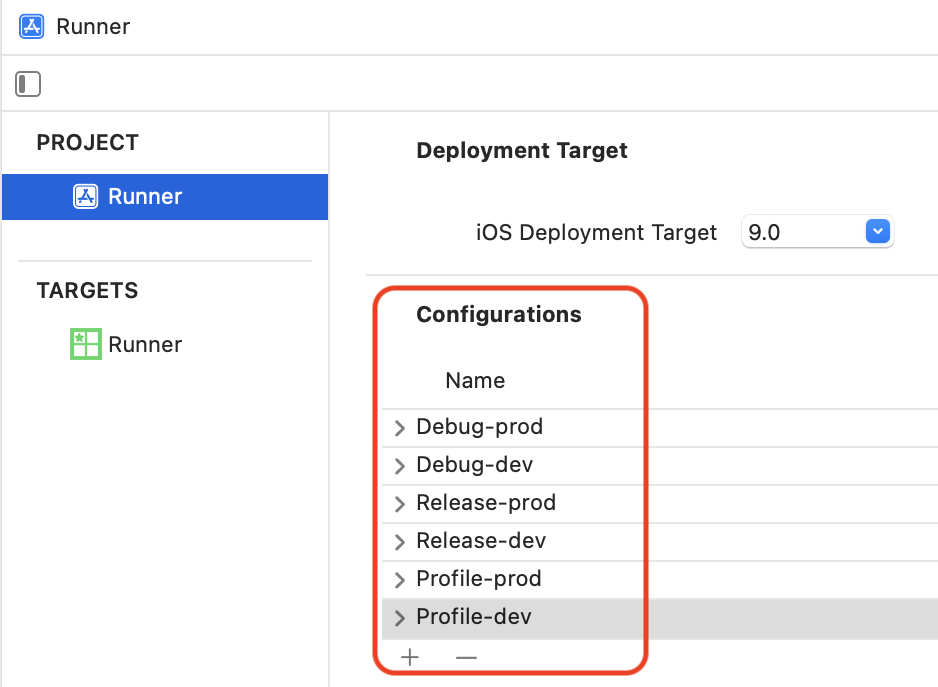 Runner
PROJECT
Runner
TARGETS
Runner
Deployment Target
iOS Deployment Target 9.0
Configurations
Name
Debug-prod
Debug-dev
Release-prod
Release-dev
Profile-prod
Profile-dev